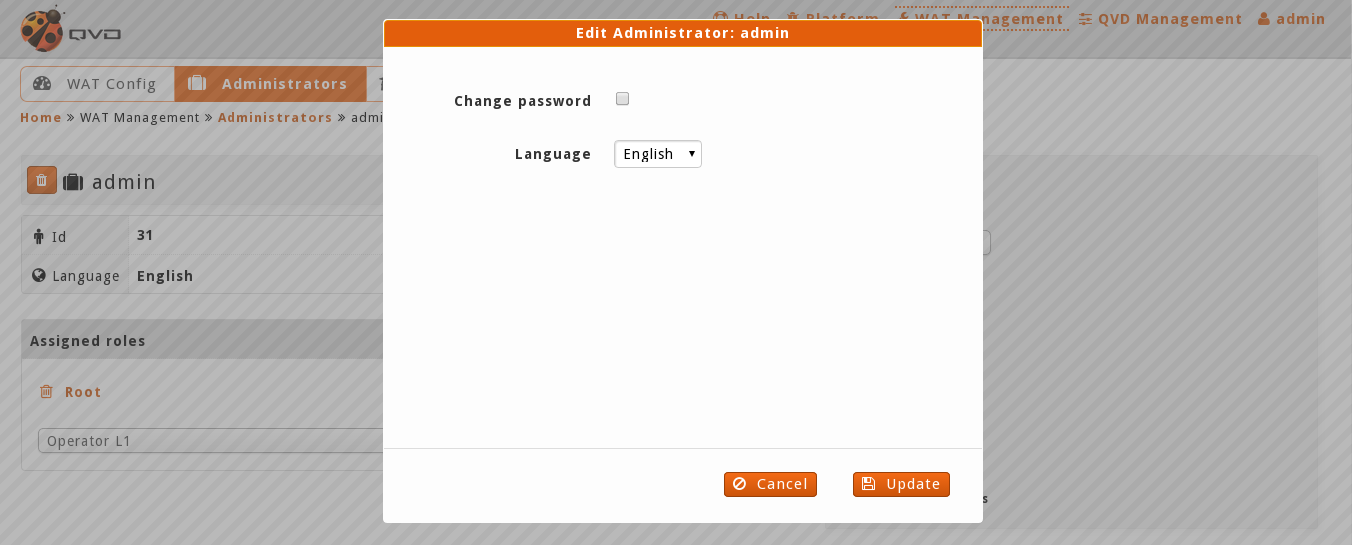 QVD
Help
Platform
WAT Management
QVD Management
admin
Edit Administrator: admin
WAT Config
Administrators
Home » WAT Management » Administrators »
Change password
Language
English
admin
Id
31
Language
English
Assigned roles
Root
Operator L1
Cancel
Update